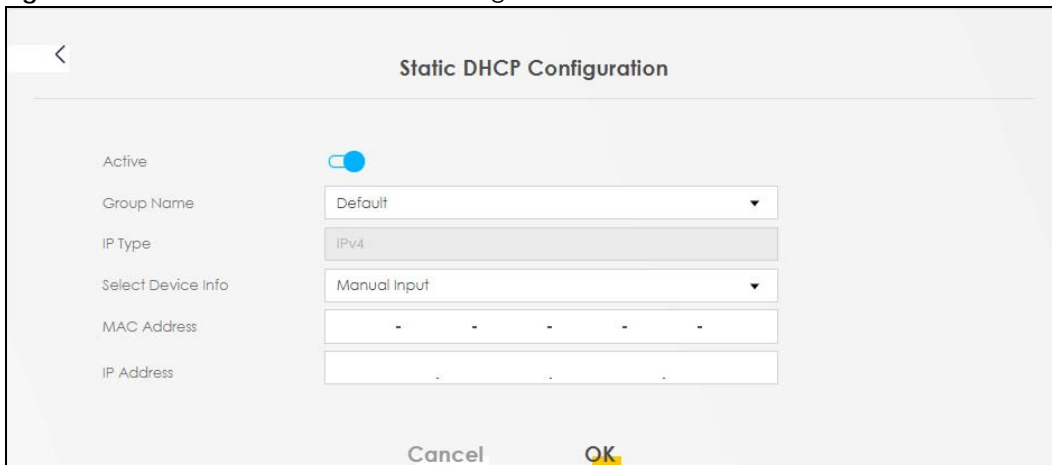 Static DHCP Configuration
Active
Group Name Default
IP Type IPv4
Select Device Info Manual Input
MAC Address - - - - -
IP Address . . .
Cancel OK